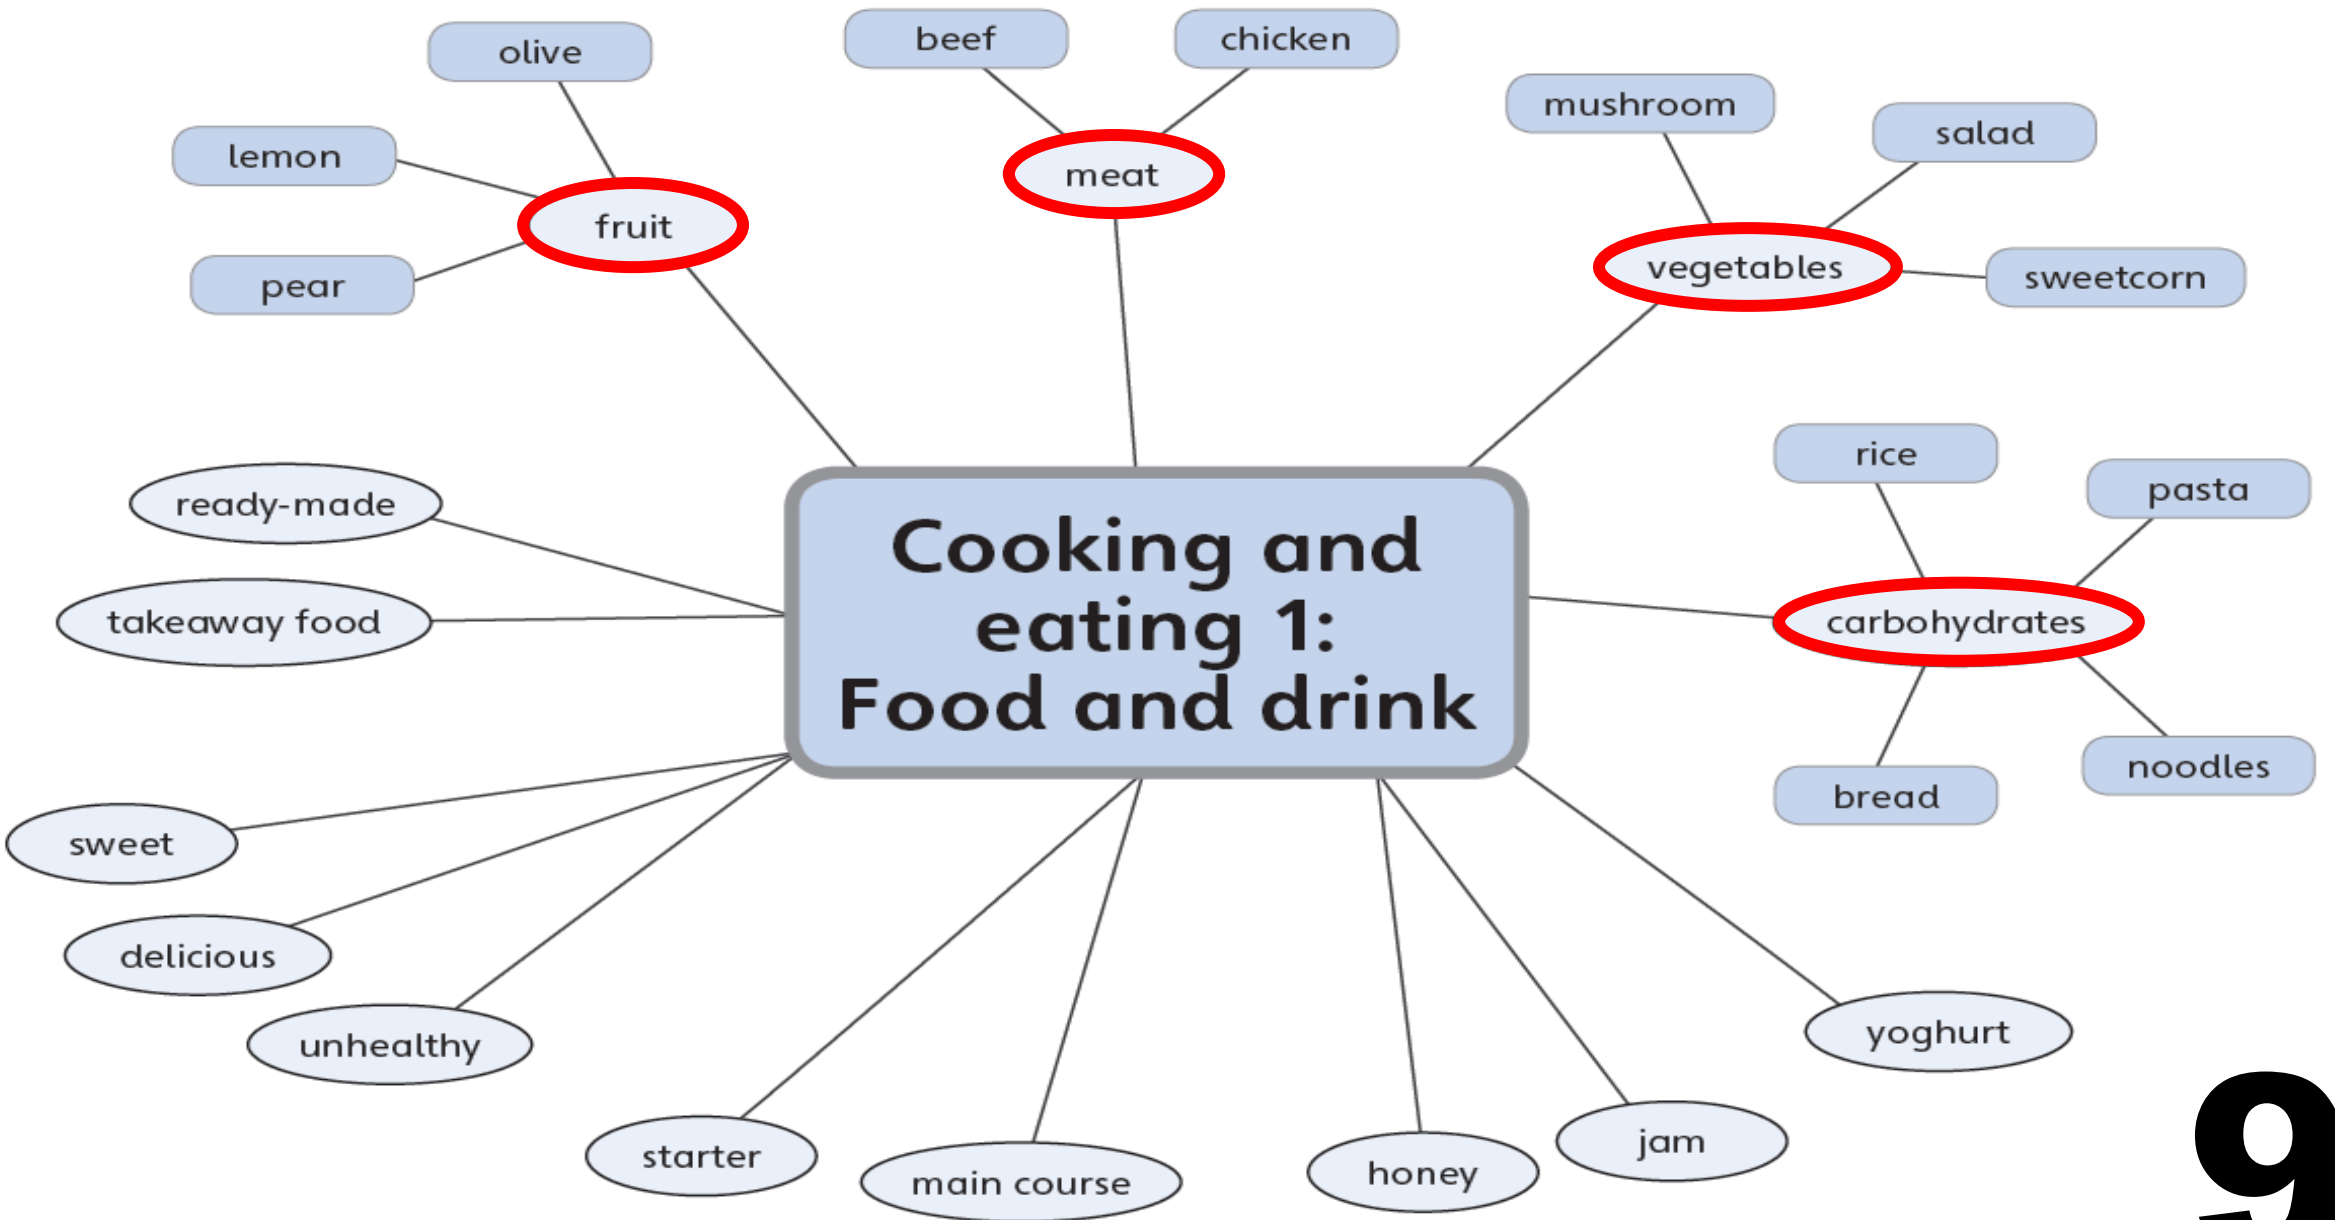 olive
beef
chicken
mushroom
salad
lemon
meat
fruit
vegetables
pear
sweetcorn
rice
pasta
ready-made
Cooking and
eating 1:
Food and drink
takeaway food
carbohydrates
noodles
bread
sweet
delicious
unhealthy
yoghurt
starter
main course
honey
jam
9